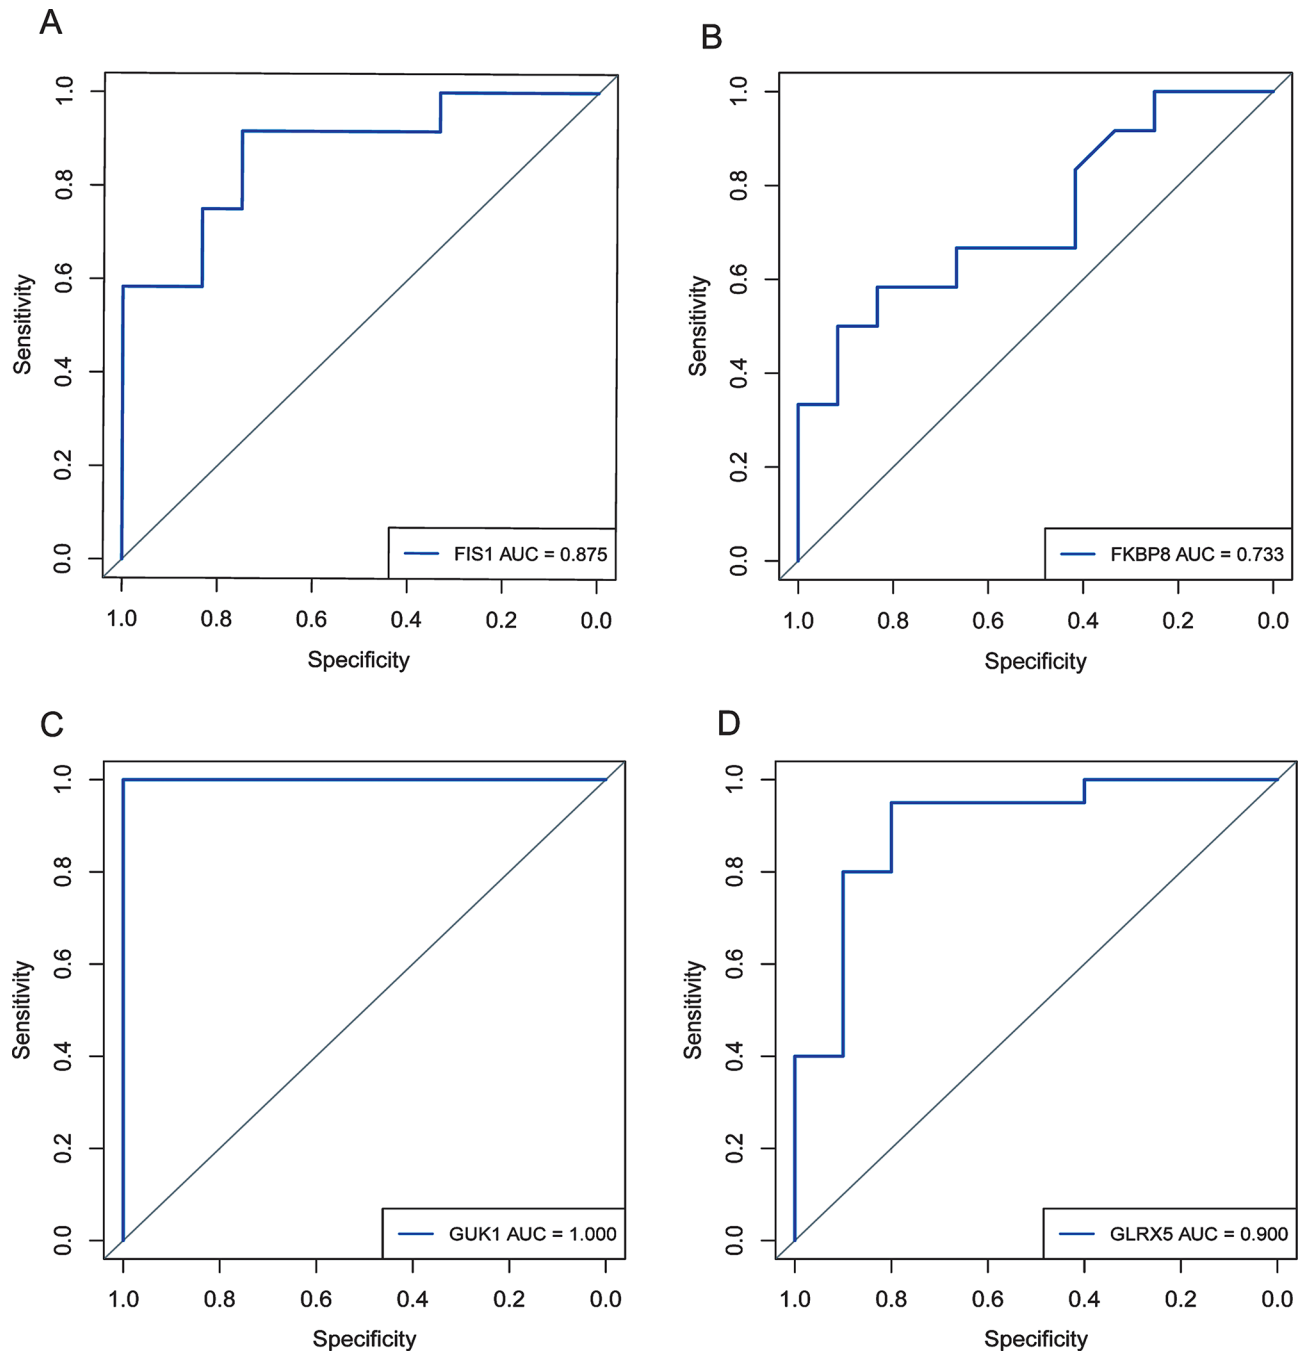 A
1.0
0.8
0.6
0.4
0.2
0.0
Sensitivity
FIS1 AUC = 0.875
1.0 0.8 0.6 0.4 0.2 0.0
Specificity
B
1.0
0.8
0.6
0.4
0.2
0.0
Sensitivity
FKBP8 AUC = 0.733
1.0 0.8 0.6 0.4 0.2 0.0
Specificity
C
1.0
0.8
0.6
0.4
0.2
0.0
Sensitivity
GUK1 AUC = 1.000
1.0 0.8 0.6 0.4 0.2 0.0
Specificity
D
1.0
0.8
0.6
0.4
0.2
0.0
Sensitivity
GLRX5 AUC = 0.900
1.0 0.8 0.6 0.4 0.2 0.0
Specificity